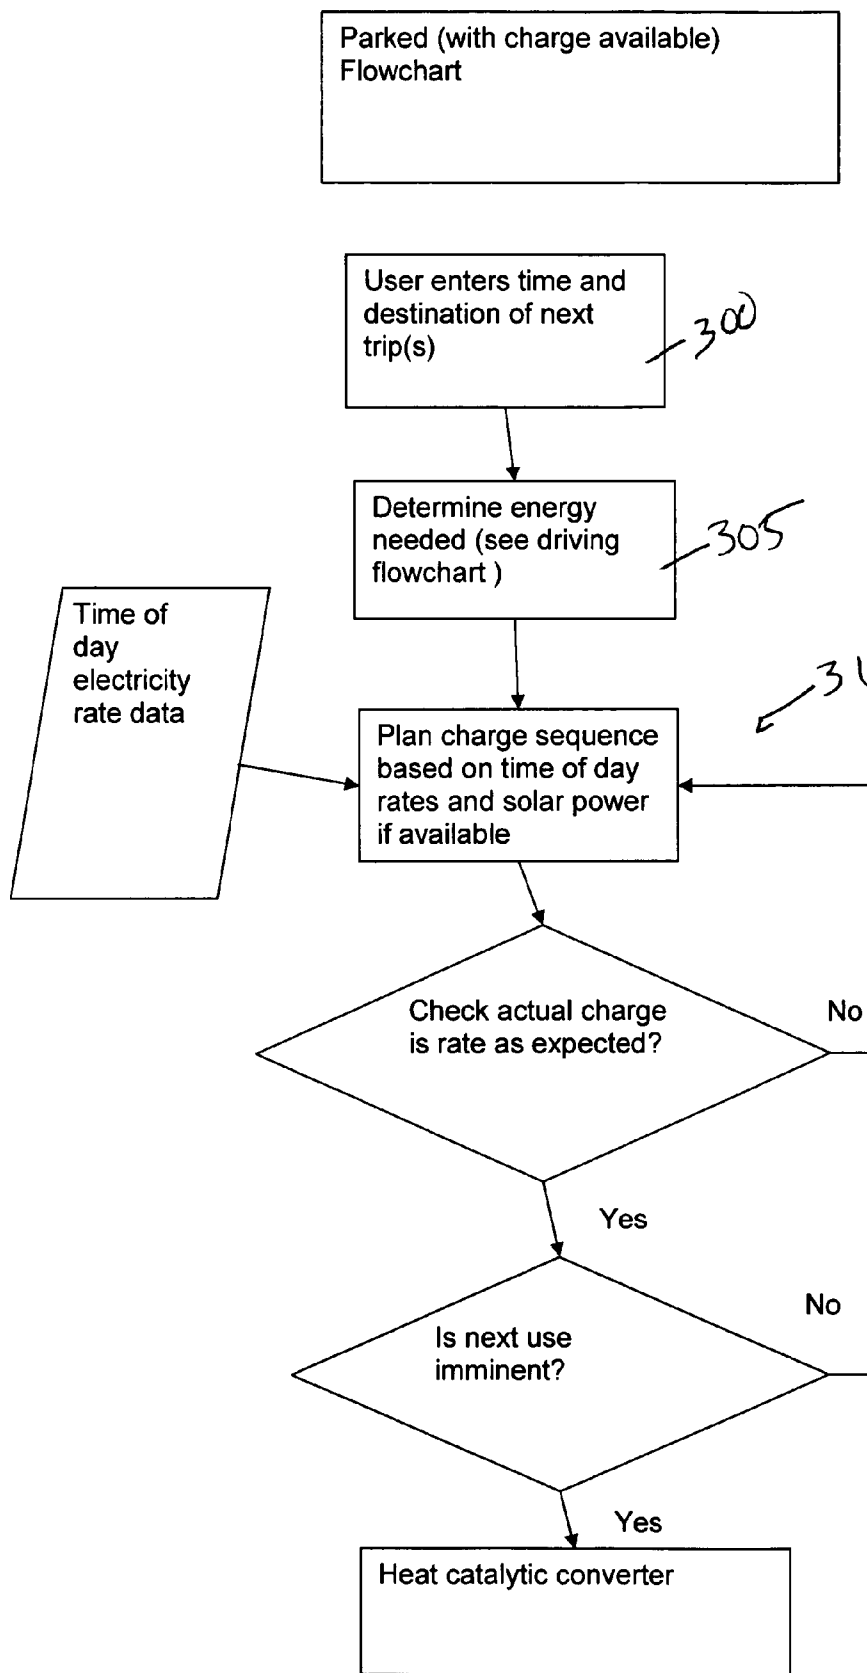 Parked (with charge available)
Flowchart
User enters time and
destination of next
trip(s)
300
Determine energy
needed (see driving
flowchart )
305
Time of
day
electricity
rate data
Plan charge sequence
based on time of day
rates and solar power
if available
Check actual charge
is rate as expected?
No
Yes
Is next use
imminent?
No
Yes
Heat catalytic converter